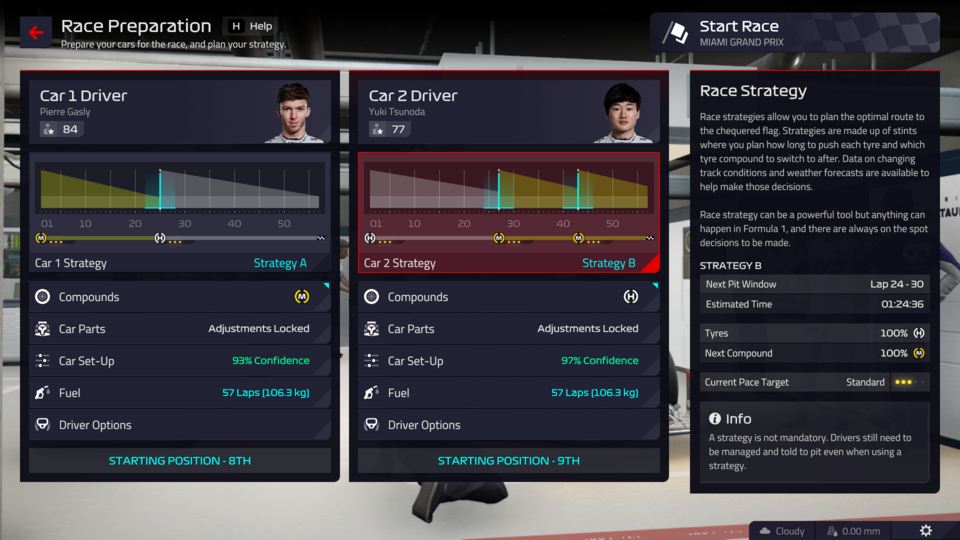 Race Preparation
H Help
Prepare your cars for the race, and plan your strategy.
Start Race
MIAMI GRAND PRIX
Car 1 Driver
Pierre Gasly
84
01 10 20 30 40 50
M H
Car 1 Strategy Strategy A
Compounds M
Car Parts Adjustments Locked
Car Set-Up 93% Confidence
Fuel 57 Laps (106.3 kg)
Driver Options
STARTING POSITION - 8TH
Car 2 Driver
Yuki Tsunoda
77
01 10 20 30 40 50
H M M
Car 2 Strategy Strategy B
Compounds H
Car Parts Adjustments Locked
Car Set-Up 97% Confidence
Fuel 57 Laps (106.3 kg)
Driver Options
STARTING POSITION - 9TH
Race Strategy
Race strategies allow you to plan the optimal route to
the chequered flag. Strategies are made up of stints
where you plan how long to push each tyre and which
tyre compound to switch to after. Data on changing
track conditions and weather forecasts are available to
help make those decisions.
Race strategy can be a powerful tool but anything can
happen in Formula 1, and there are always on the spot
decisions to be made.
STRATEGY B
Next Pit Window Lap 24 - 30
Estimated Time 01:24:36
Tyres 100% H
Next Compound 100% M
Current Pace Target Standard
Info
A strategy is not mandatory. Drivers still need to
be managed and told to pit even when using a
strategy.
Cloudy 0.00 mm